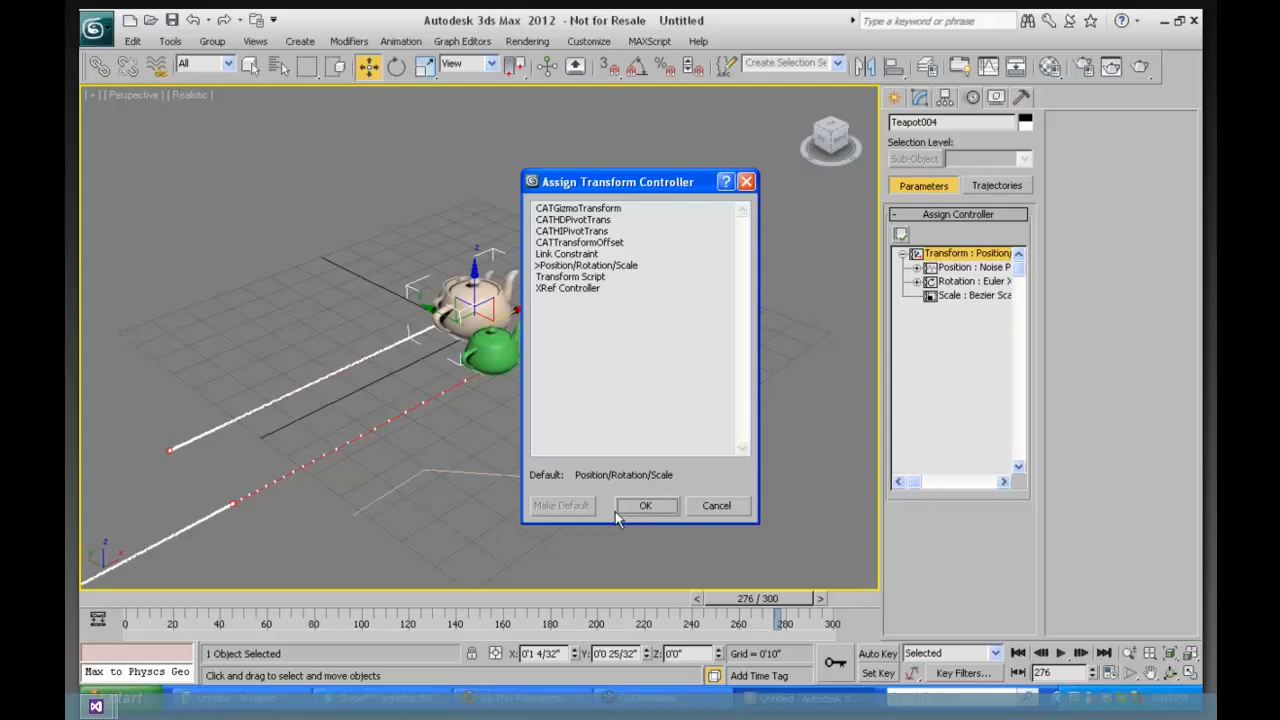 Autodesk 3ds Max 2012 - Not for Resale Untitled
Type a keyword or phrase
Edit Tools Group Views Create Modifiers Animation Graph Editors Rendering Customize MAXScript Help
All View 3 Create Selection Se
[ + ] [ Perspective ] [ Realistic ]
Teapot004
Selection Level:
Sub-Object
Parameters Trajectories
- Assign Controller
Transform : Position/
Position : Noise P
Rotation : Euler X
Scale : Bezier Sca
Assign Transform Controller
CATGizmoTransform
CATHDPivotTrans
CATHIPivotTrans
CATTransformOffset
Link Constraint
>Position/Rotation/Scale
Transform Script
XRef Controller
Default: Position/Rotation/Scale
Make Default OK Cancel
z
y
z
x
< 276 / 300 >
0 20 40 60 80 100 120 140 160 180 200 220 240 260 280 300
1 Object Selected X: 0'1 4/32" Y: 0'0 25/32" Z: 0'0" Grid = 0'10" Auto Key Selected
Max to Physics Geo Click and drag to select and move objects Add Time Tag Set Key Key Filters... 276